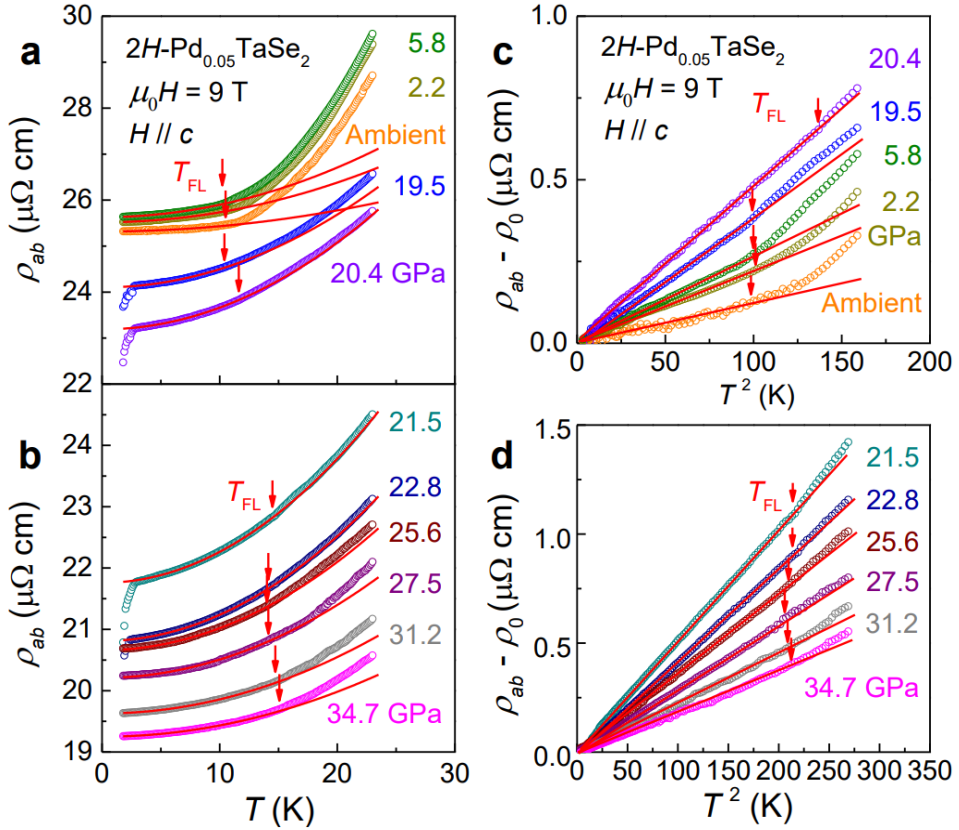 a
2H-Pd0.05TaSe2
μ0H = 9 T
H // c
5.8
2.2
Ambient
TFL
19.5
20.4 GPa
ρab (μΩ cm)
30
28
26
24
22
b
21.5
TFL
22.8
25.6
27.5
31.2
34.7 GPa
ρab (μΩ cm)
24
23
22
21
20
19
0 10 20 30
T (K)
c
2H-Pd0.05TaSe2
μ0H = 9 T
H // c
20.4
TFL
19.5
5.8
2.2
GPa
Ambient
ρab - ρ0 (μΩ cm)
1.0
0.5
0.0
0 50 100 150 200
T 2 (K)
d
21.5
TFL
22.8
25.6
27.5
31.2
34.7 GPa
ρab - ρ0 (μΩ cm)
1.5
1.0
0.5
0.0
0 50 100 150 200 250 300 350
T 2 (K)